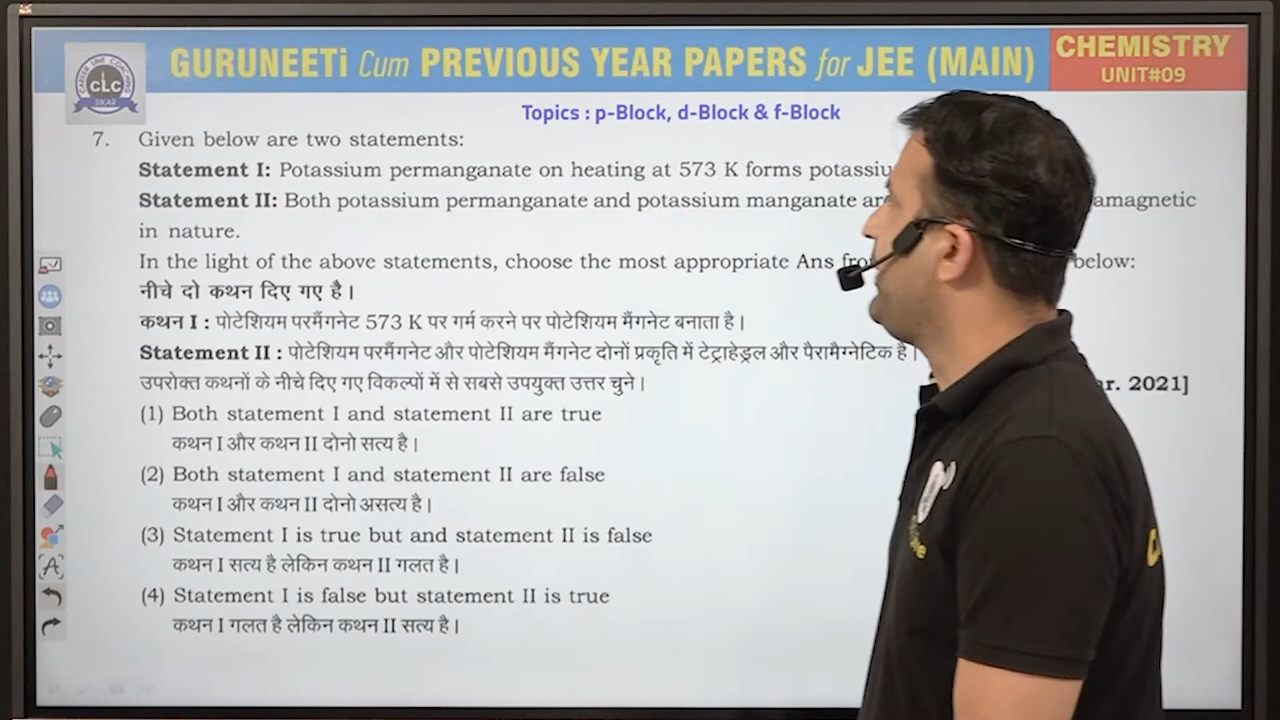 GURUNEETi Cum PREVIOUS YEAR PAPERS for JEE (MAIN)
CHEMISTRY
UNIT#09
CLC
SIKAR
Topics : p-Block, d-Block & f-Block
7. Given below are two statements:
Statement I: Potassium permanganate on heating at 573 K forms
Statement II: Both potassium permanganate and potassium manganate
in nature.
In the light of the above statements, choose the most appropriate Ans below:
नीचे दो कथन दिए गए है।
कथन I : पोटेशियम परमैंगनेट 573 K पर गर्म करने पर पोटेशियम मैंगनेट बनाता है।
Statement II : पोटेशियम परमैंगनेट और पोटेशियम मैंगनेट दोनों प्रकृति में टेट्राहेड्रल और पैरामैग्नेटिक है।
उपरोक्त कथनों के नीचे दिए गए विकल्पों में से सबसे उपयुक्त उत्तर चुने।
2021]
(1) Both statement I and statement II are true
कथन I और कथन II दोनो सत्य है।
(2) Both statement I and statement II are false
कथन I और कथन II दोनो असत्य है।
(3) Statement I is true but and statement II is false
कथन I सत्य है लेकिन कथन II गलत है।
(4) Statement I is false but statement II is true
कथन I गलत है लेकिन कथन II सत्य है।